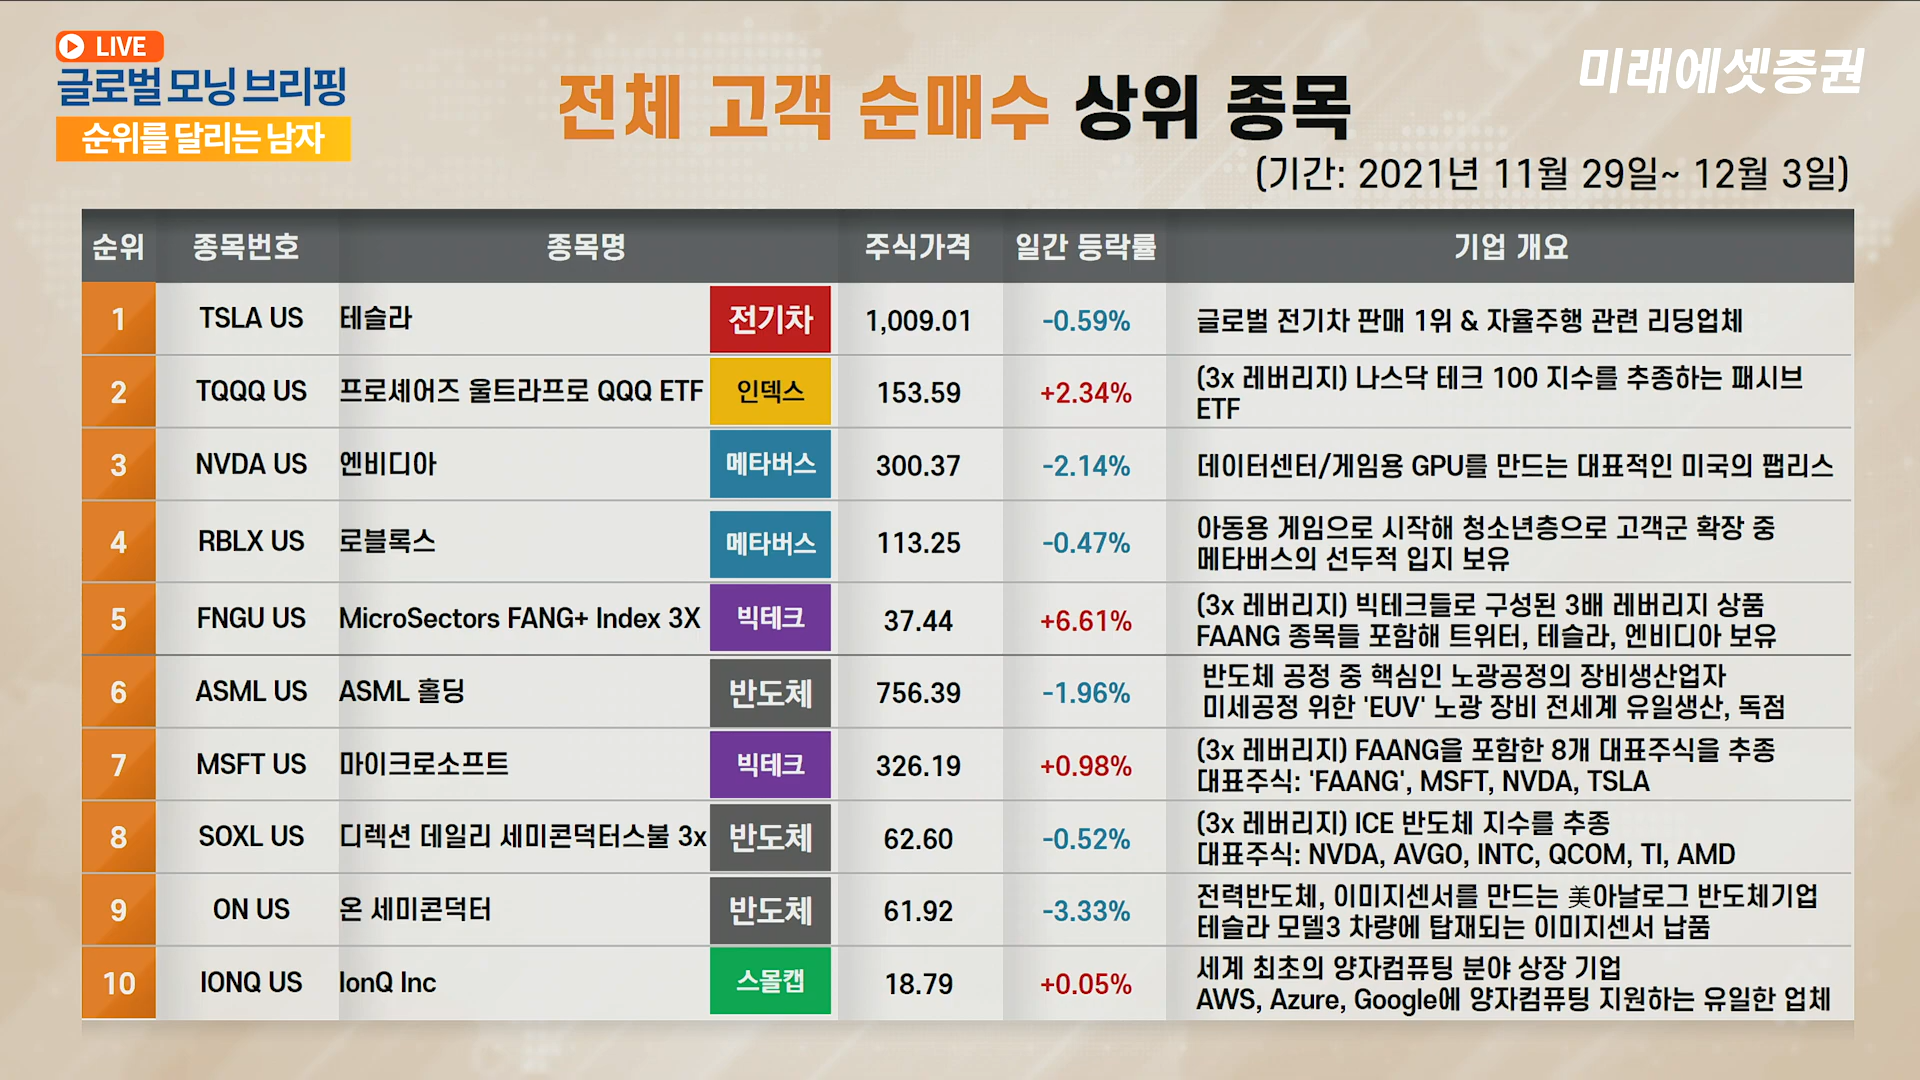 LIVE
글로벌 모닝 브리핑
순위를 달리는 남자
미래에셋증권
전체 고객 순매수 상위 종목
(기간: 2021년 11월 29일~ 12월 3일)
순위 종목번호 종목명 주식가격 일간 등락률 기업 개요
1 TSLA US 테슬라 전기차 1,009.01 -0.59% 글로벌 전기차 판매 1위 & 자율주행 관련 리딩업체
2 TQQQ US 프로셰어즈 울트라프로 QQQ ETF 인덱스 153.59 +2.34% (3x 레버리지) 나스닥 테크 100 지수를 추종하는 패시브
ETF
3 NVDA US 엔비디아 메타버스 300.37 -2.14% 데이터센터/게임용 GPU를 만드는 대표적인 미국의 팹리스
4 RBLX US 로블록스 메타버스 113.25 -0.47% 아동용 게임으로 시작해 청소년층으로 고객군 확장 중
메타버스의 선두적 입지 보유
5 FNGU US MicroSectors FANG+ Index 3X 빅테크 37.44 +6.61% (3x 레버리지) 빅테크들로 구성된 3배 레버리지 상품
FAANG 종목들 포함해 트위터, 테슬라, 엔비디아 보유
6 ASML US ASML 홀딩 반도체 756.39 -1.96% 반도체 공정 중 핵심인 노광공정의 장비생산업자
미세공정 위한 'EUV' 노광 장비 전세계 유일생산, 독점
7 MSFT US 마이크로소프트 빅테크 326.19 +0.98% (3x 레버리지) FAANG을 포함한 8개 대표주식을 추종
대표주식: 'FAANG', MSFT, NVDA, TSLA
8 SOXL US 디렉션 데일리 세미콘덕터스불 3x 반도체 62.60 -0.52% (3x 레버리지) ICE 반도체 지수를 추종
대표주식: NVDA, AVGO, INTC, QCOM, TI, AMD
9 ON US 온 세미콘덕터 반도체 61.92 -3.33% 전력반도체, 이미지센서를 만드는 美아날로그 반도체기업
테슬라 모델3 차량에 탑재되는 이미지센서 납품
10 IONQ US IonQ Inc 스몰캡 18.79 +0.05% 세계 최초의 양자컴퓨팅 분야 상장 기업
AWS, Azure, Google에 양자컴퓨팅 지원하는 유일한 업체